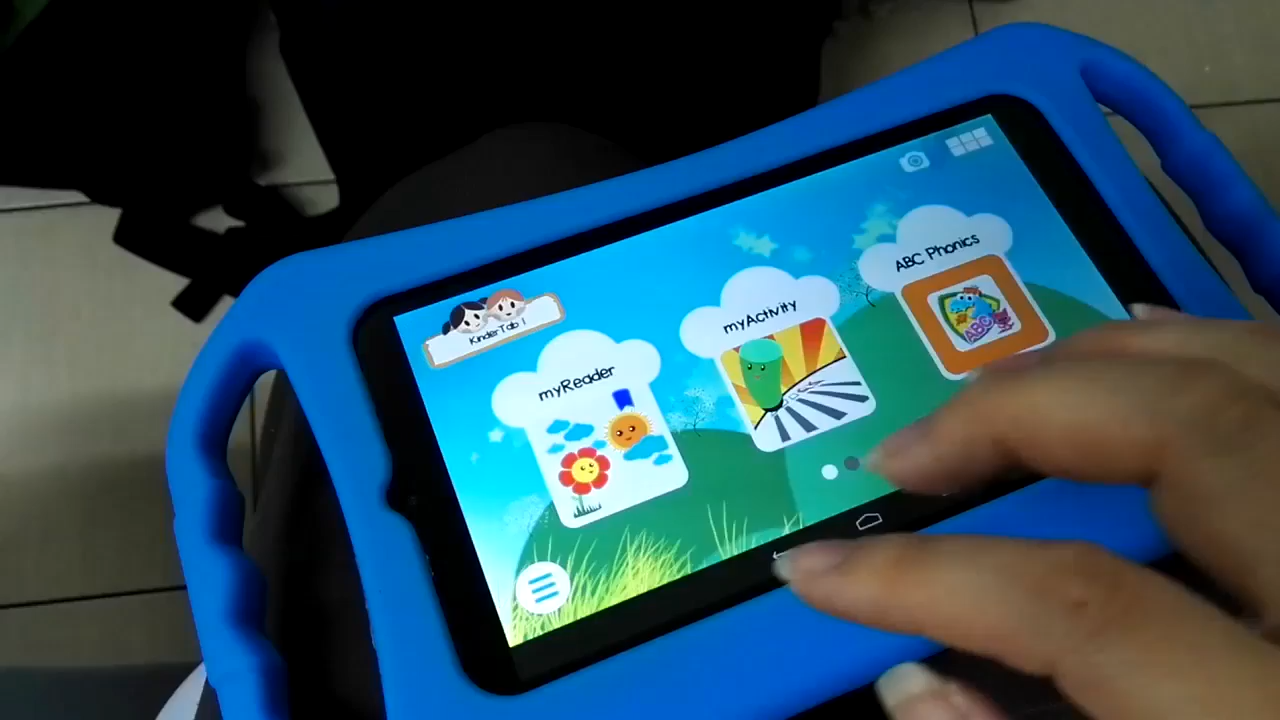 KinderTab 1
myReader
myActivity
ABC Phonics
ABC